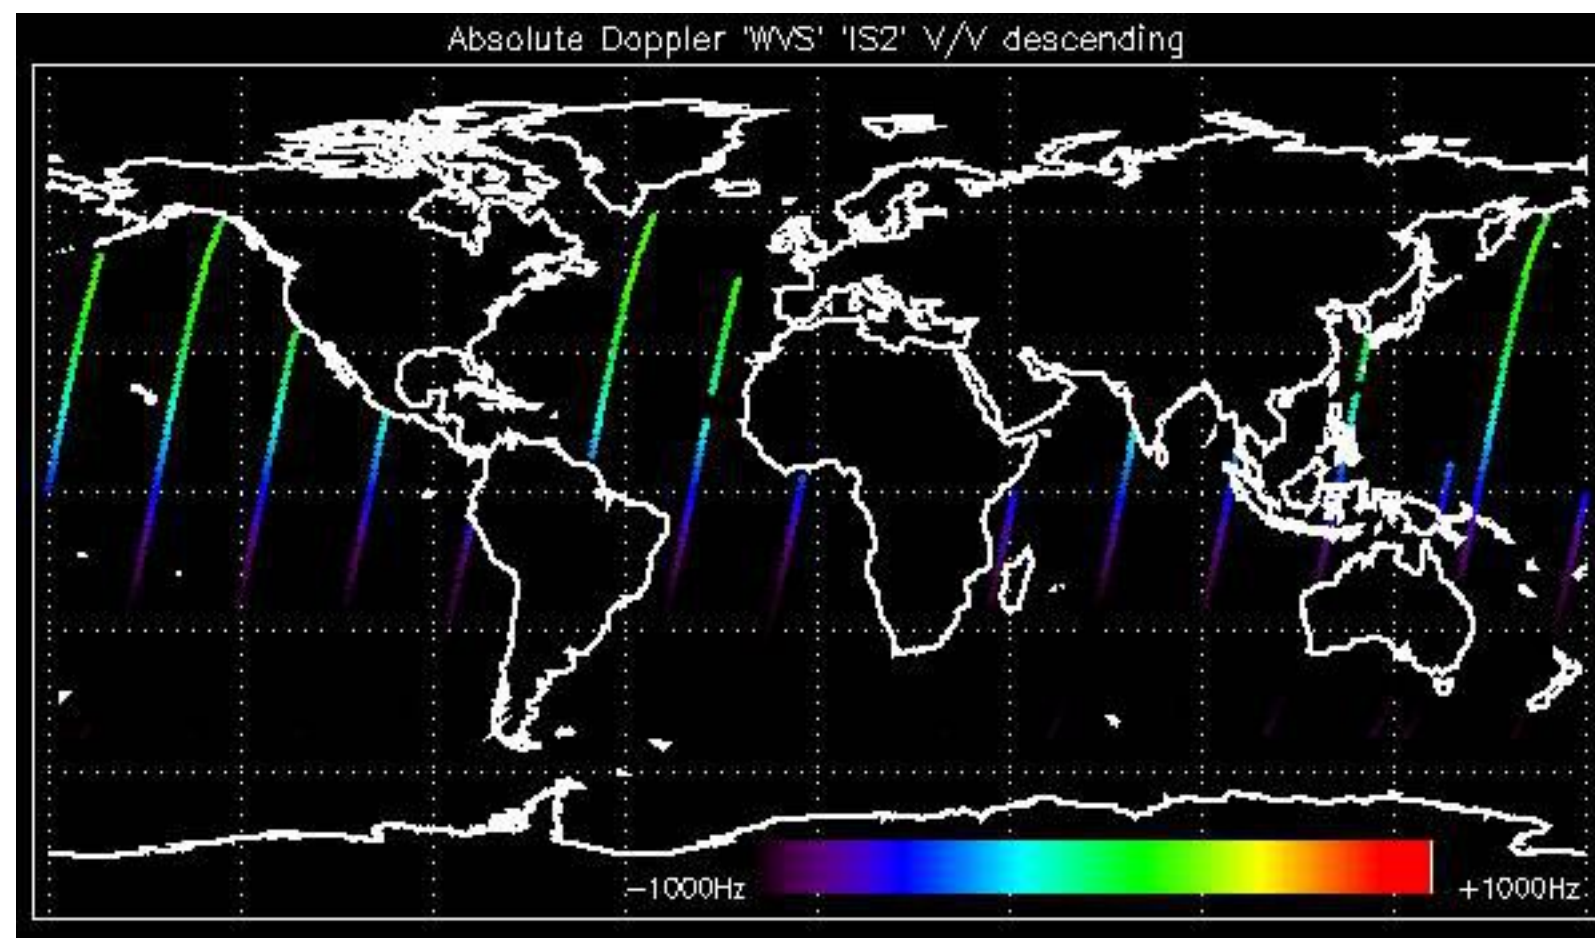 Absolute Doppler 'WVS' 'IS2' V/V descending
−1000Hz
+1000Hz